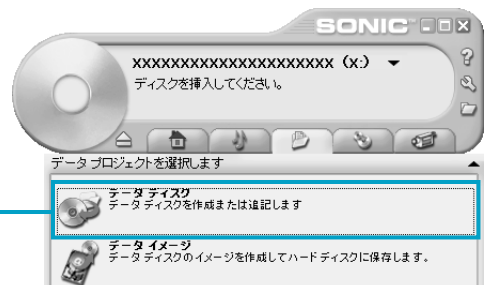 SONIC
XXXXXXXXXXXXXXXXXXXX (X:)
ディスクを挿入してください。
データ プロジェクトを選択します
データ ディスク
データ ディスクを作成または追記します
データ イメージ
データ ディスクのイメージを作成してハード ディスクに保存します。